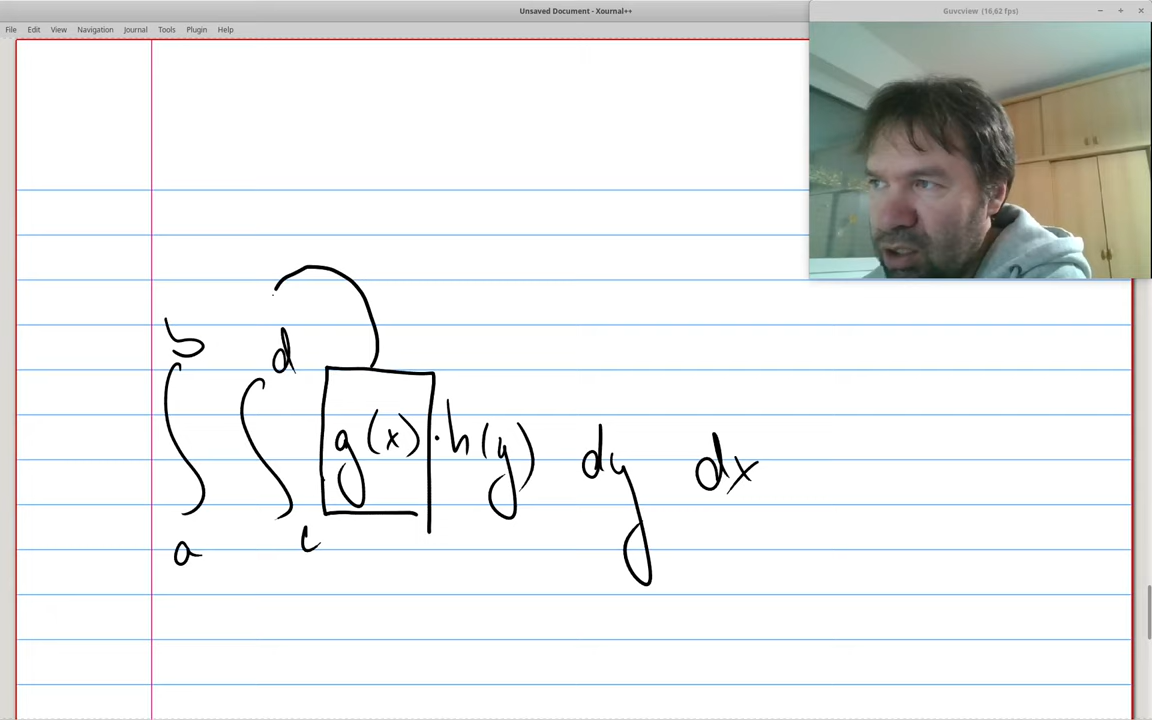 Unsaved Document - Xournal++
Guvcview (16,62 fps)
File Edit View Navigation Journal Tools Plugin Help
b d
∫ ∫ g(x) · h(y) dy dx
a c